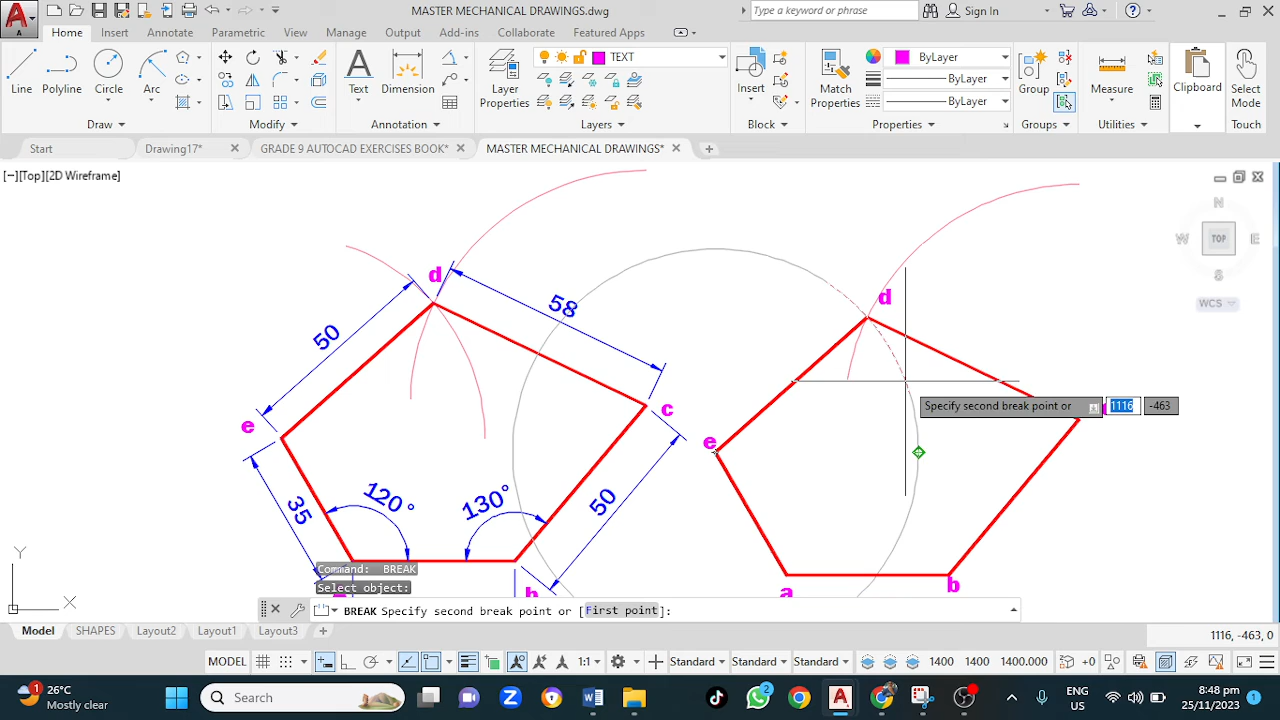 MASTER MECHANICAL DRAWINGS.dwg
Type a keyword or phrase
Sign In
Home Insert Annotate Parametric View Manage Output Add-ins Collaborate Featured Apps
Line Polyline Circle Arc
Text Dimension
Layer Properties
TEXT
Insert
Match Properties
ByLayer
ByLayer
ByLayer
Group
Measure
Clipboard
Select Mode
Draw Modify Annotation Layers Block Properties Groups Utilities Touch
Start Drawing17* GRADE 9 AUTOCAD EXERCISES BOOK* MASTER MECHANICAL DRAWINGS*
[−][Top][2D Wireframe]
N
W TOP E
S
WCS
d
58
50
d
e
c
120°
130°
35
50
e
Specify second break point or 1116 -463
a
b
b
Command: BREAK
Select object:
BREAK Specify second break point or [First point]:
Y
X
Model SHAPES Layout2 Layout1 Layout3
1116, -463, 0
MODEL 1:1 Standard Standard Standard 1400 1400 1400.000 +0
1
26°C
Mostly clear
Search
2
ENG
US
8:48 pm
25/11/2023
1